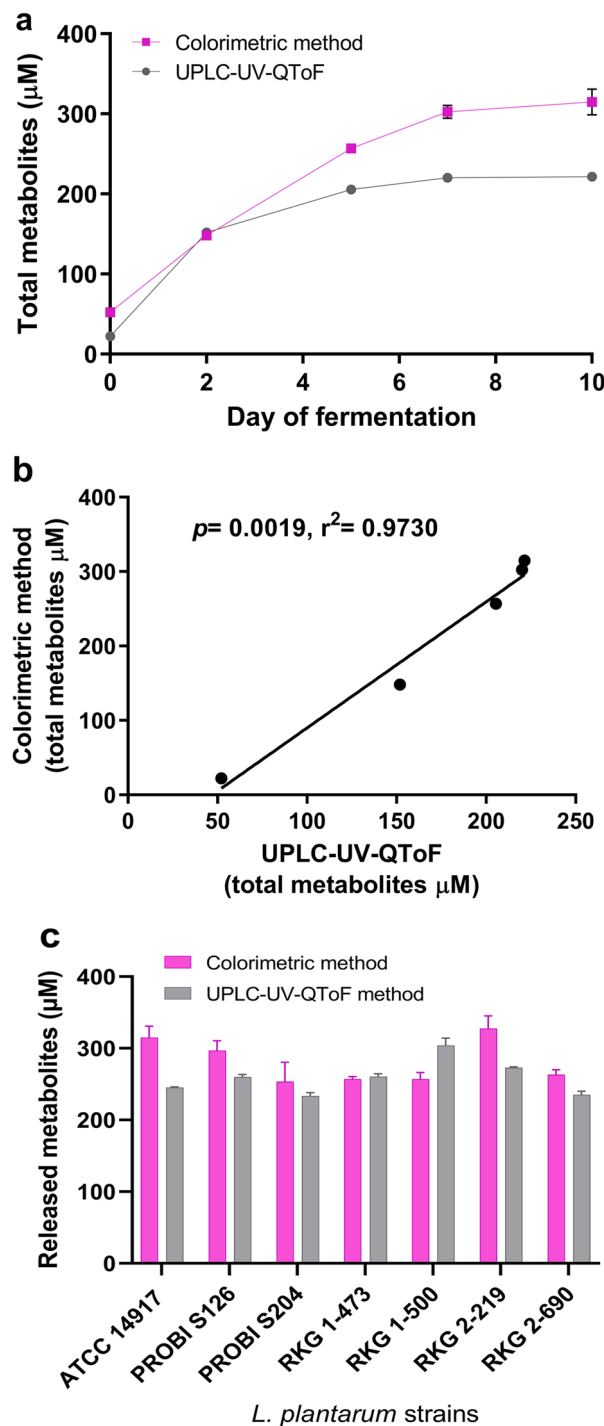 a
Total metabolites (μM)
400
300
200
100
0
Colorimetric method
UPLC-UV-QToF
0 2 4 6 8 10
Day of fermentation
b
Colorimetric method
(total metabolites μM)
400
300
200
100
0
p= 0.0019, r²= 0.9730
0 50 100 150 200 250
UPLC-UV-QToF
(total metabolites μM)
c
Released metabolites (μM)
400
300
200
100
0
Colorimetric method
UPLC-UV-QToF method
ATCC 14917
PROBI S126
PROBI S204
RKG 1-473
RKG 1-500
RKG 2-219
RKG 2-690
L. plantarum strains